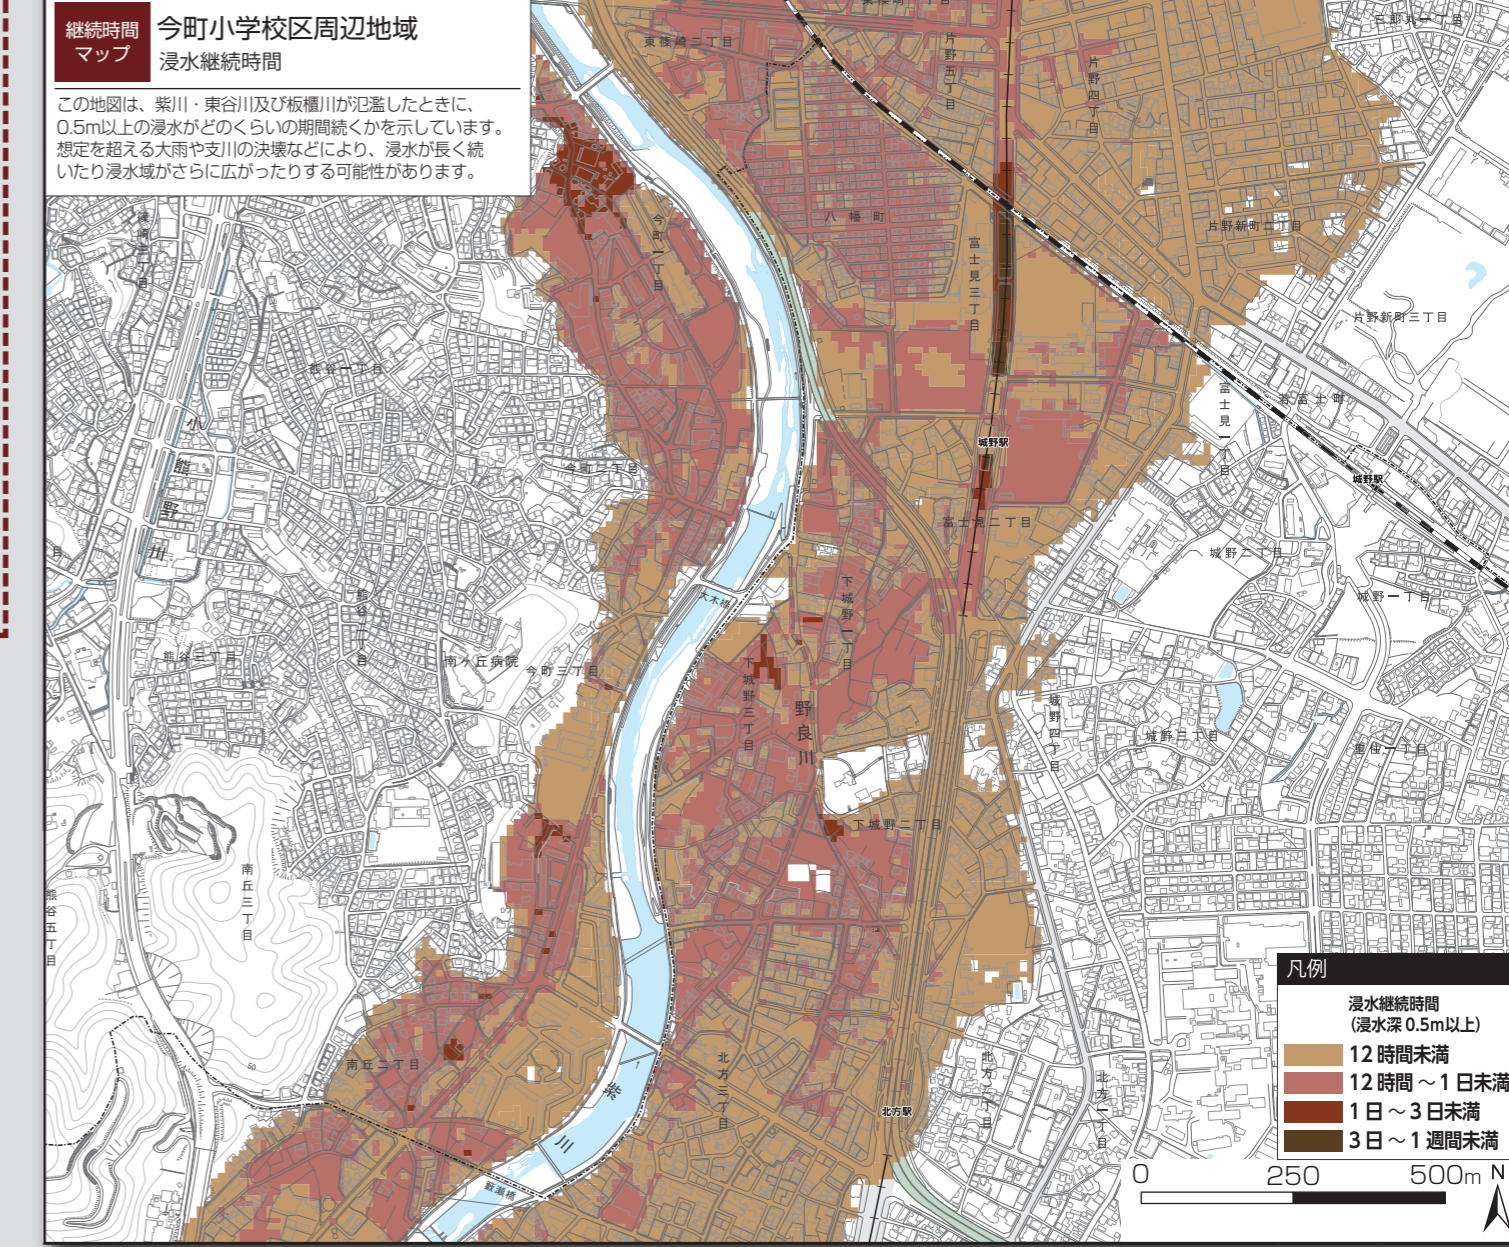 継続時間
マップ
今町小学校区周辺地域
浸水継続時間
この地図は、紫川・東谷川及び板櫃川が氾濫したときに、
0.5m以上の浸水がどのくらいの期間続くかを示しています。
想定を超える大雨や支川の決壊などにより、浸水が長く続
いたり浸水域がさらに広がったりする可能性があります。
東篠崎三丁目
片野五丁目
片野四丁目
今町一丁目
八幡町
富士見三丁目
片野新町二丁目
片野新町三丁目
熊谷一丁目
小
熊
野
川
今町二丁目
城野駅
富士見一丁目
若富士町
城野駅
富士見二丁目
城野二丁目
城野一丁目
大木橋
下城野一丁目
熊谷二丁目
熊谷三丁目
南ヶ丘病院
今町三丁目
下城野三丁目
野良川
城野四丁目
城野三丁目
重住一丁目
下城野二丁目
南丘三丁目
熊谷五丁目
南丘二丁目
50
紫
川
北方三丁目
北方駅
北方二丁目
北方一丁目
藪瀬橋
凡例
浸水継続時間
(浸水深 0.5m以上)
12 時間未満
12 時間 ～ 1 日未満
1 日 ～ 3 日未満
3 日 ～ 1 週間未満
0 250 500m
N